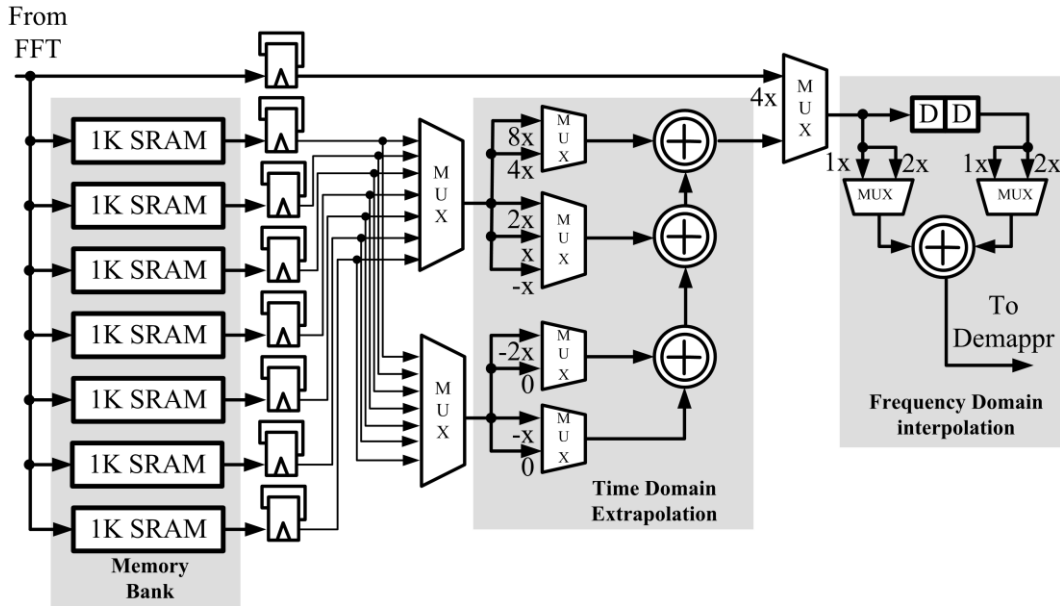 From
FFT
1K SRAM
1K SRAM
1K SRAM
1K SRAM
1K SRAM
1K SRAM
1K SRAM
Memory
Bank
M
U
X
M
U
X
8x
4x
M
U
X
2x
x
-x
M
U
X
-2x
0
M
U
X
-x
0
M
U
X
Time Domain
Extrapolation
4x
M
U
X
D D
1x 2x
MUX
1x 2x
MUX
To
Demappr
Frequency Domain
interpolation